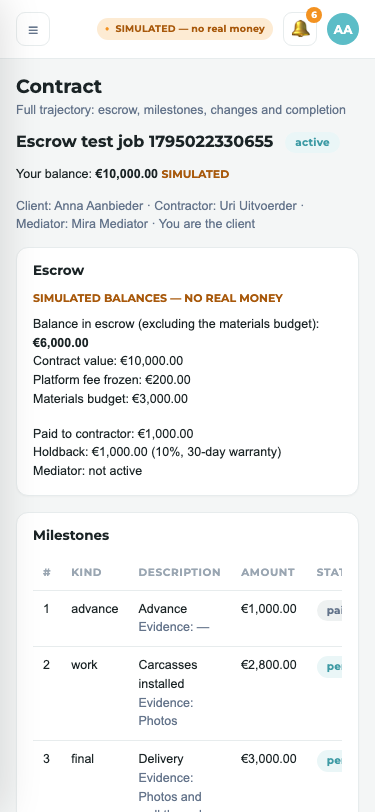 SIMULATED — no real money
6
AA
Contract
Full trajectory: escrow, milestones, changes and completion
Escrow test job 1795022330655 active
Your balance: €10,000.00 SIMULATED
Client: Anna Aanbieder · Contractor: Uri Uitvoerder ·
Mediator: Mira Mediator · You are the client
Escrow
SIMULATED BALANCES — NO REAL MONEY
Balance in escrow (excluding the materials budget):
€6,000.00
Contract value: €10,000.00
Platform fee frozen: €200.00
Materials budget: €3,000.00
Paid to contractor: €1,000.00
Holdback: €1,000.00 (10%, 30-day warranty)
Mediator: not active
Milestones
# KIND DESCRIPTION AMOUNT
1 advance Advance €1,000.00
Evidence: —
2 work Carcasses €2,800.00
installed
Evidence:
Photos
3 final Delivery €3,000.00
Evidence:
Photos and